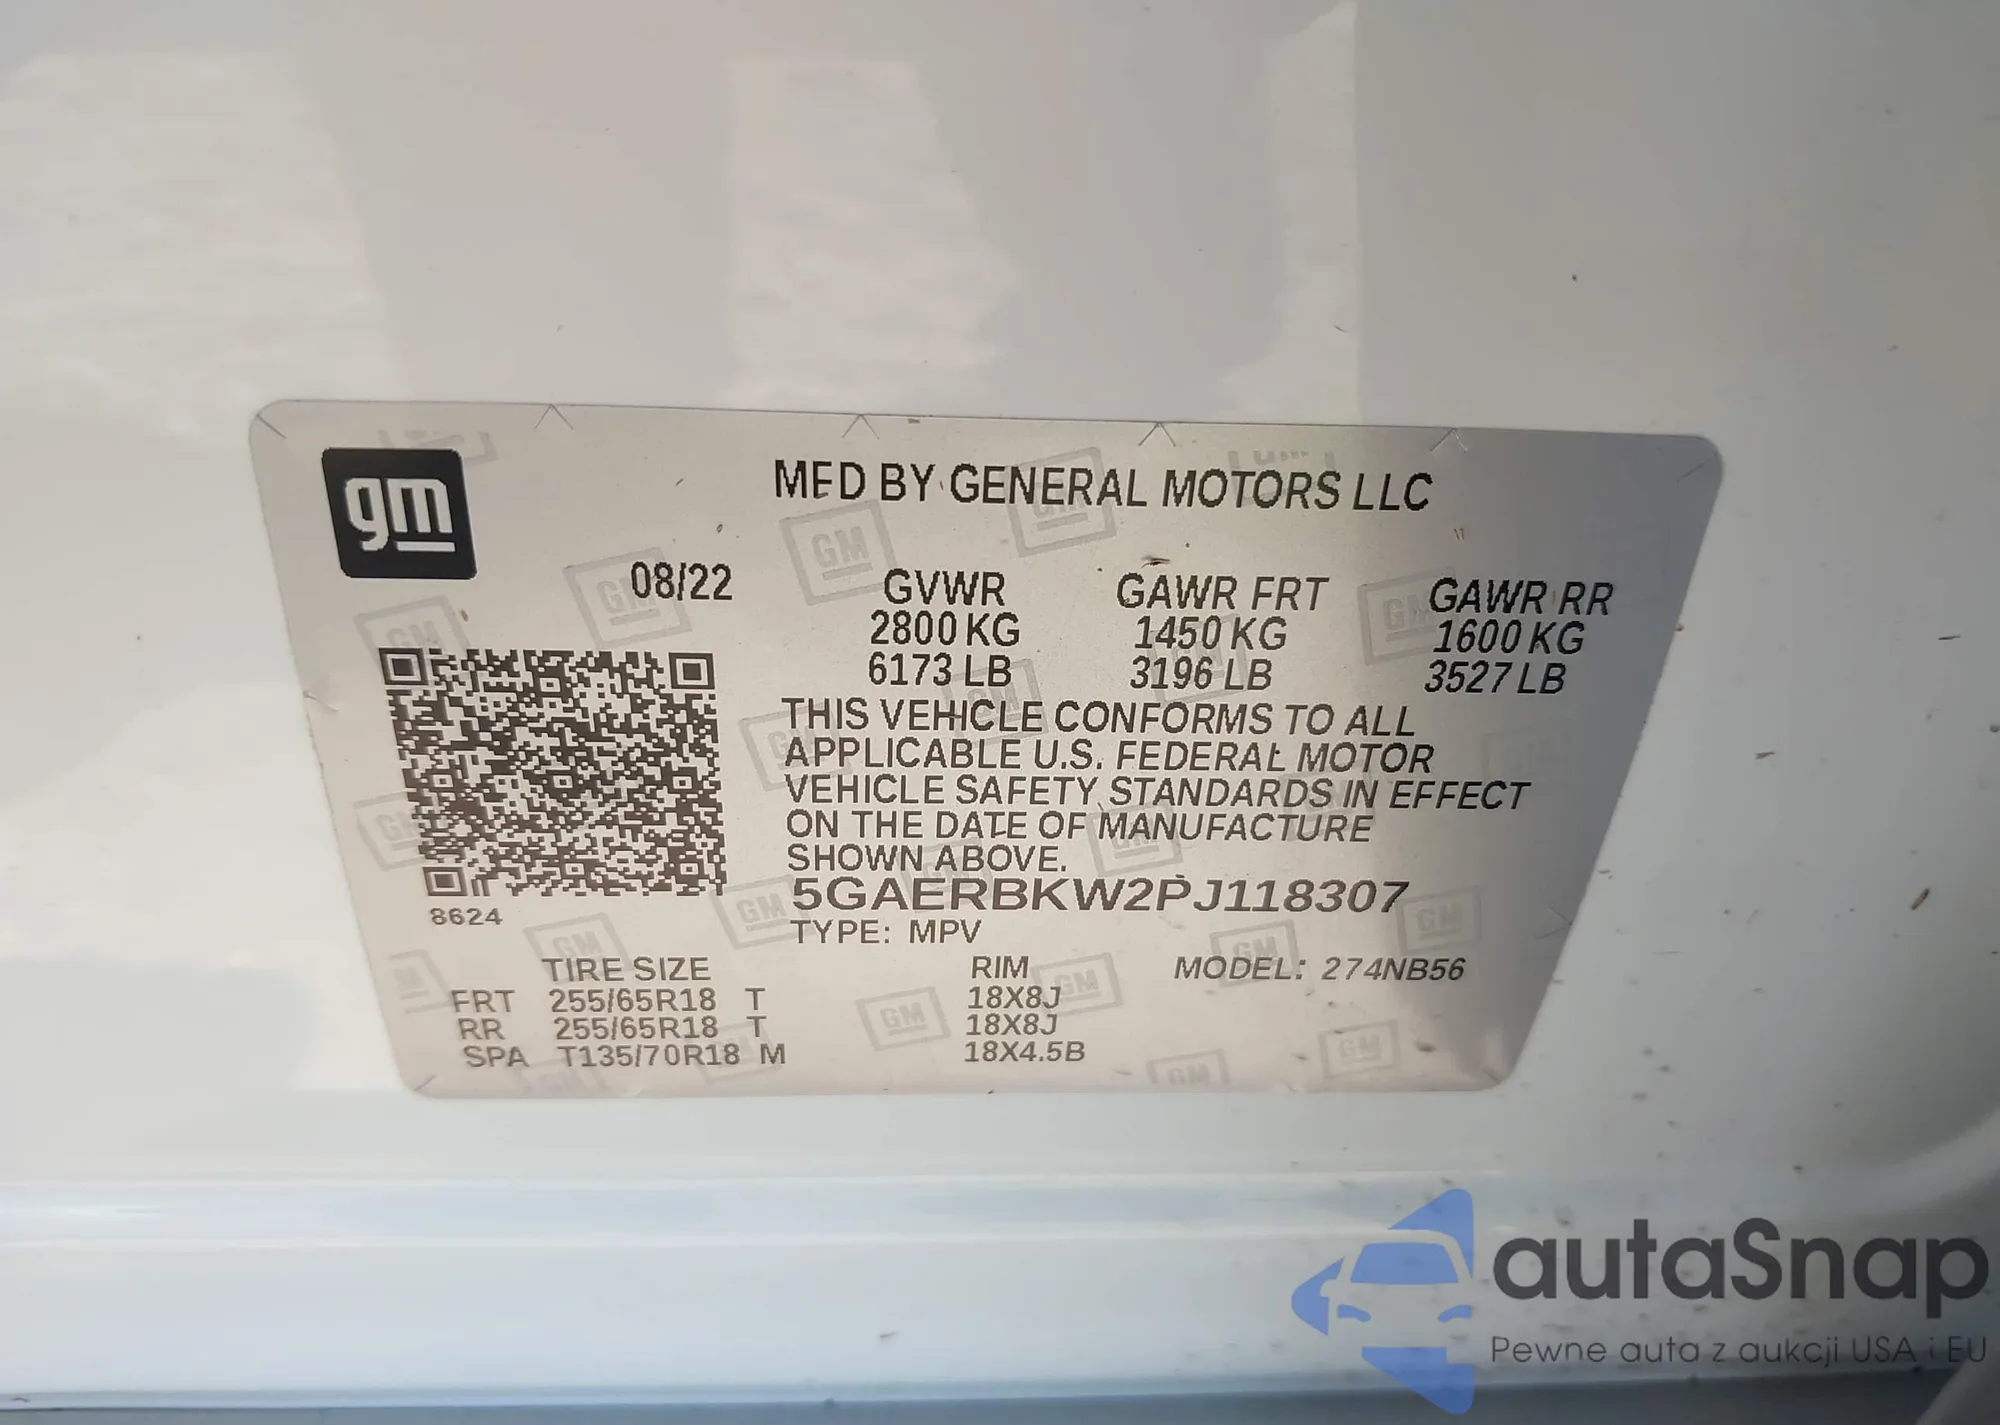 gm
MFD BY GENERAL MOTORS LLC
08/22
GVWR GAWR FRT GAWR RR
2800 KG 1450 KG 1600 KG
6173 LB 3196 LB 3527 LB
THIS VEHICLE CONFORMS TO ALL
APPLICABLE U.S. FEDERAL MOTOR
VEHICLE SAFETY STANDARDS IN EFFECT
ON THE DATE OF MANUFACTURE
SHOWN ABOVE.
5GAERBKW2PJ118307
8624
TYPE: MPV
TIRE SIZE RIM MODEL: 274NB56
FRT 255/65R18 T 18X8J
RR 255/65R18 T 18X8J
SPA T135/70R18 M 18X4.5B
autaSnap
Pewne auta z aukcji USA i EU